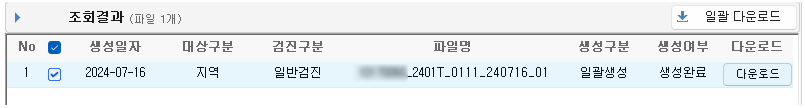 조회결과 (파일 1개)
일괄 다운로드
No 생성일자 대상구분 검진구분 파일명 생성구분 생성여부 다운로드
1 2024-07-16 지역 일반검진 _2401T_0111_240716_01 일괄생성 생성완료 다운로드